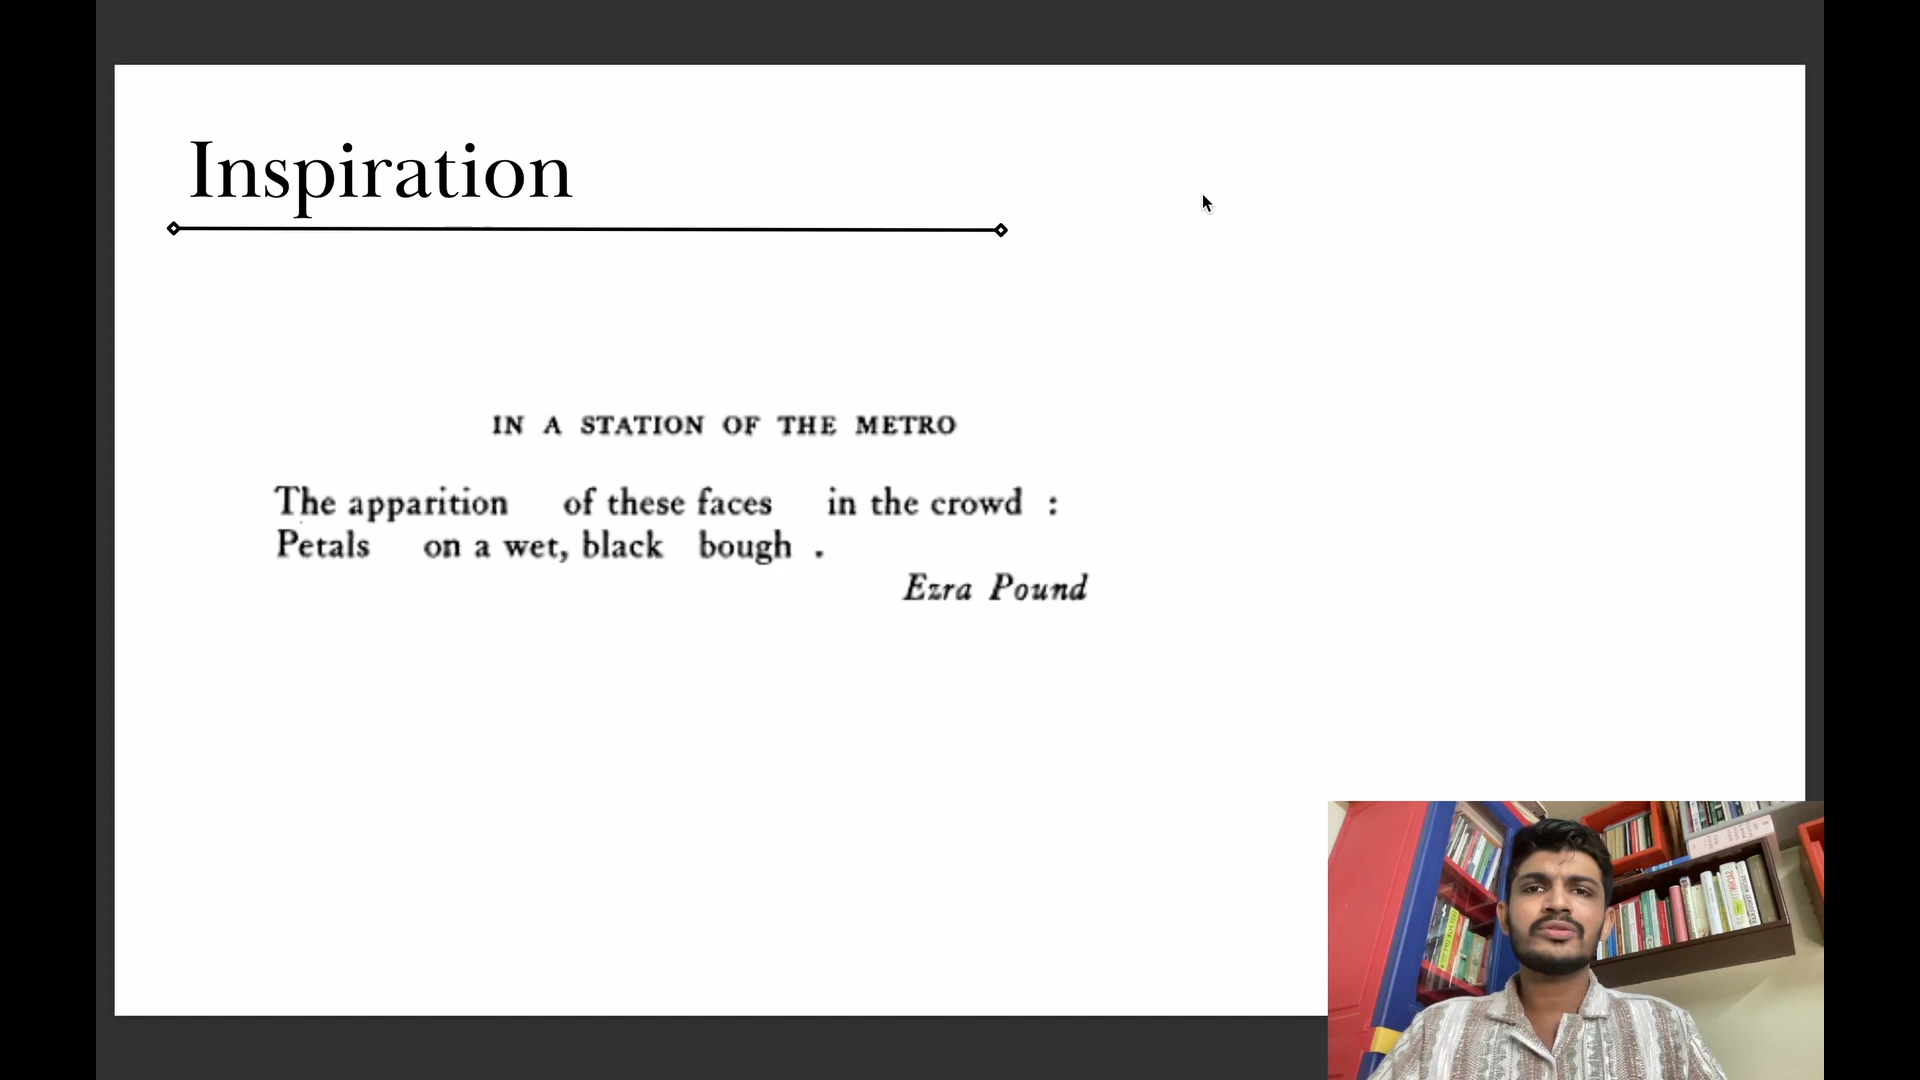 Inspiration
IN A STATION OF THE METRO
The apparition of these faces in the crowd :
Petals on a wet, black bough .
Ezra Pound